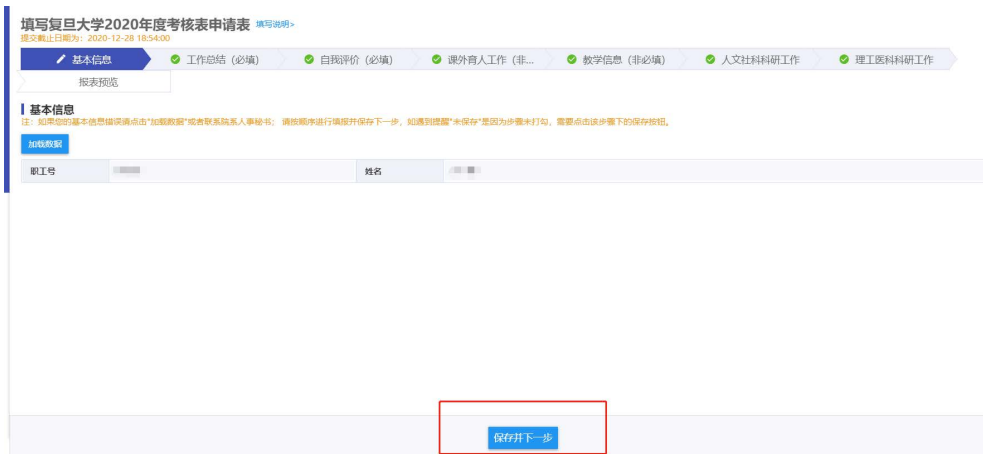 填写复旦大学2020年度考核表申请表 填写说明>
提交截止日期为：2020-12-28 18:54:00
基本信息 工作总结（必填） 自我评价（必填） 课外育人工作（非... 教学信息（非必填） 人文社科科研工作 理工医科科研工作
报表预览
基本信息
注：如果您的基本信息错误请点击"加载数据"或者联系院系人事秘书； 请按顺序进行填报并保存下一步，如遇到提醒"未保存"是因为步骤未打勾，需要点击该步骤下的保存按钮。
加载数据
职工号 姓名
保存并下一步